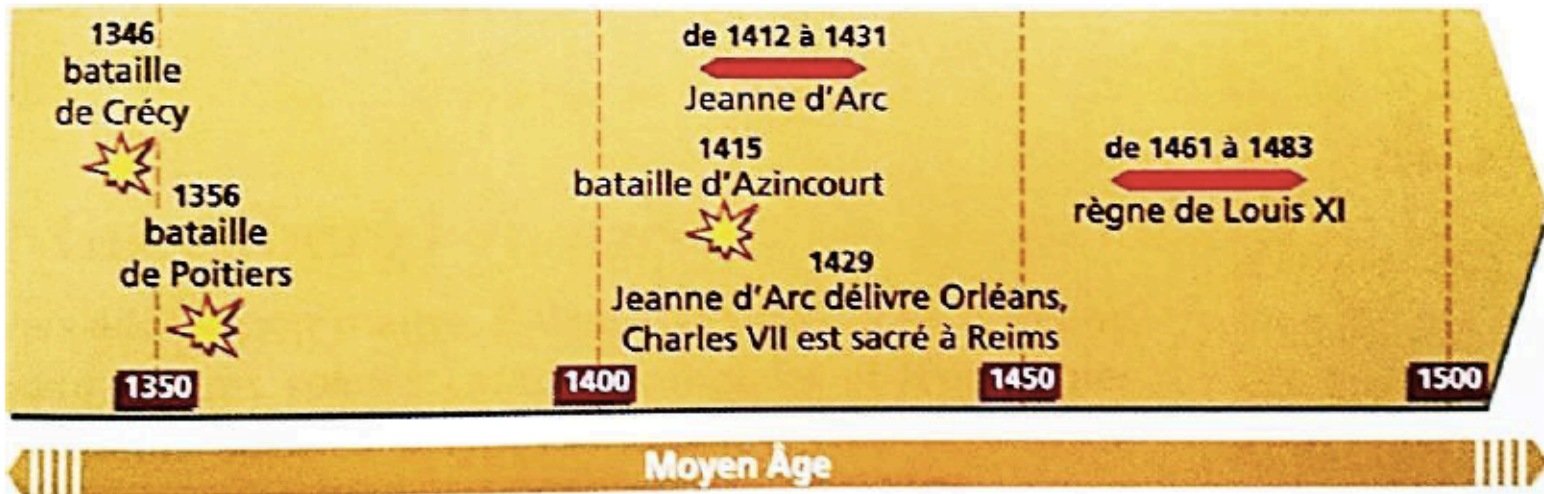 1346
bataille
de Crécy
1356
bataille
de Poitiers
de 1412 à 1431
Jeanne d'Arc
1415
bataille d'Azincourt
1429
Jeanne d'Arc délivre Orléans,
Charles VII est sacré à Reims
de 1461 à 1483
règne de Louis XI
1350
1400
1450
1500
Moyen Âge